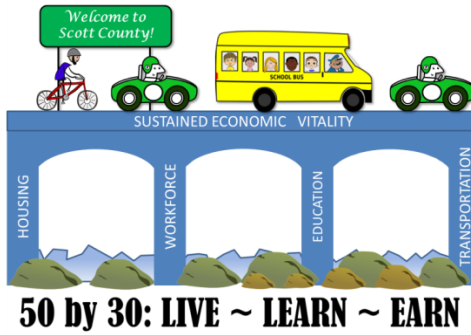 Welcome to
Scott County!
SCHOOL BUS
SUSTAINED ECONOMIC VITALITY
HOUSING
WORKFORCE
EDUCATION
TRANSPORTATION
50 by 30: LIVE ~ LEARN ~ EARN